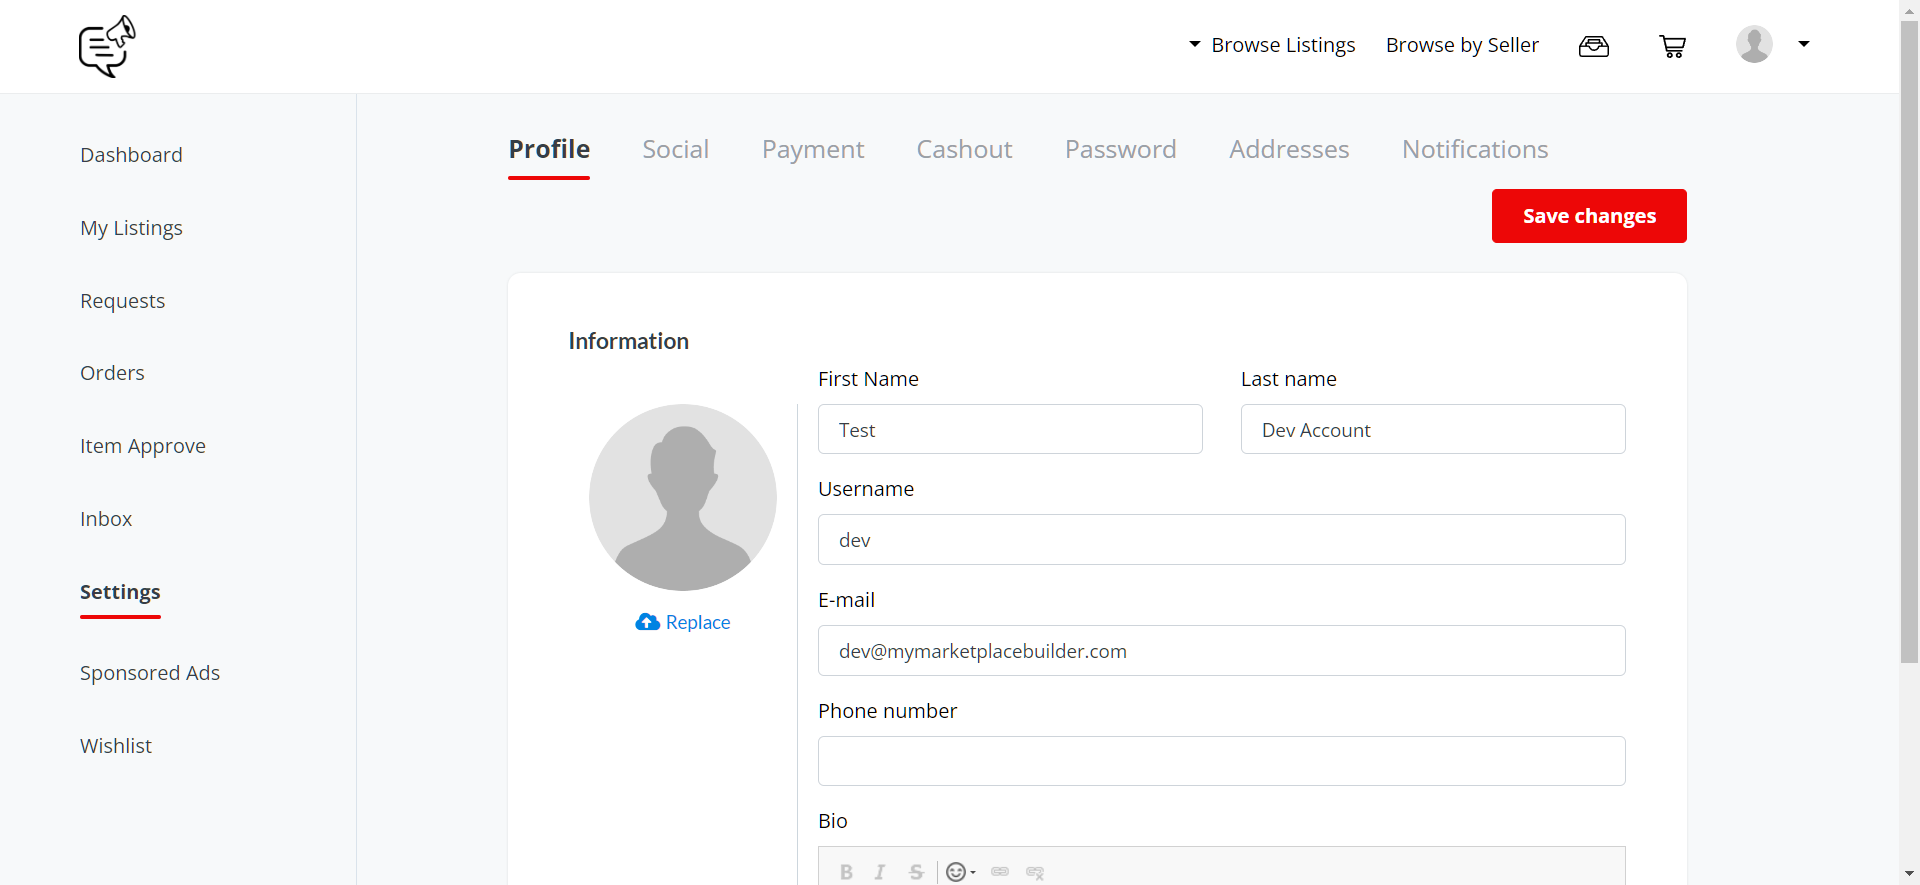 Browse Listings Browse by Seller
Dashboard
My Listings
Requests
Orders
Item Approve
Inbox
Settings
Sponsored Ads
Wishlist
Profile Social Payment Cashout Password Addresses Notifications
Save changes
Information
First Name Last name
Test Dev Account
Replace
Username
dev
E-mail
dev@mymarketplacebuilder.com
Phone number
Bio
B I S